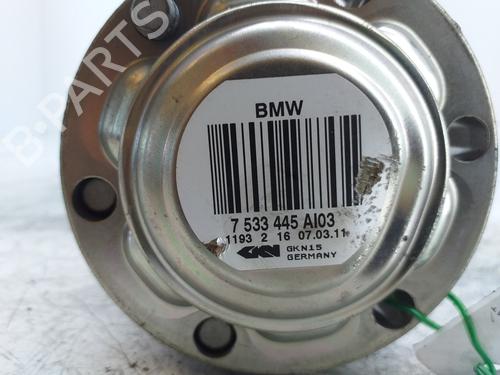 B-PARTS
BMW
7 533 445 AI03
1193 2 16 07.03.11
GKN GKN15
GERMANY